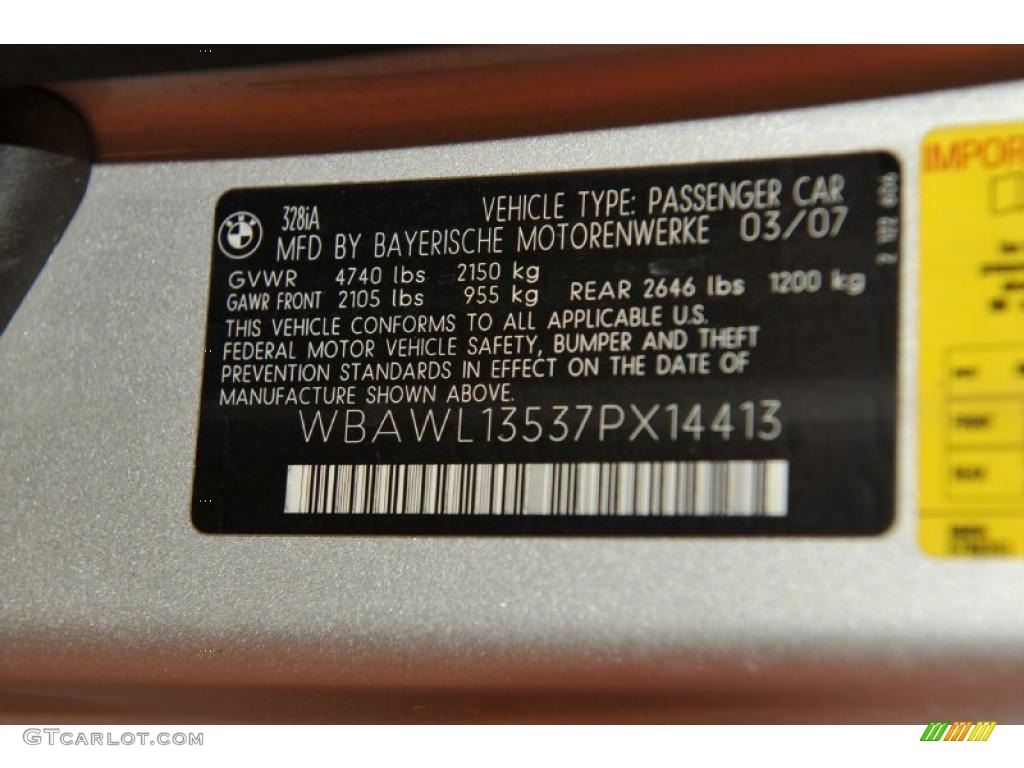 328iA
VEHICLE TYPE: PASSENGER CAR
MFD BY BAYERISCHE MOTORENWERKE 03/07
GVWR 4740 lbs 2150 kg
GAWR FRONT 2105 lbs 955 kg REAR 2646 lbs 1200 kg
THIS VEHICLE CONFORMS TO ALL APPLICABLE U.S.
FEDERAL MOTOR VEHICLE SAFETY, BUMPER AND THEFT
PREVENTION STANDARDS IN EFFECT ON THE DATE OF
MANUFACTURE SHOWN ABOVE.
WBAWL13537PX14413
BMW
IMPOR
GTCARLOT.COM